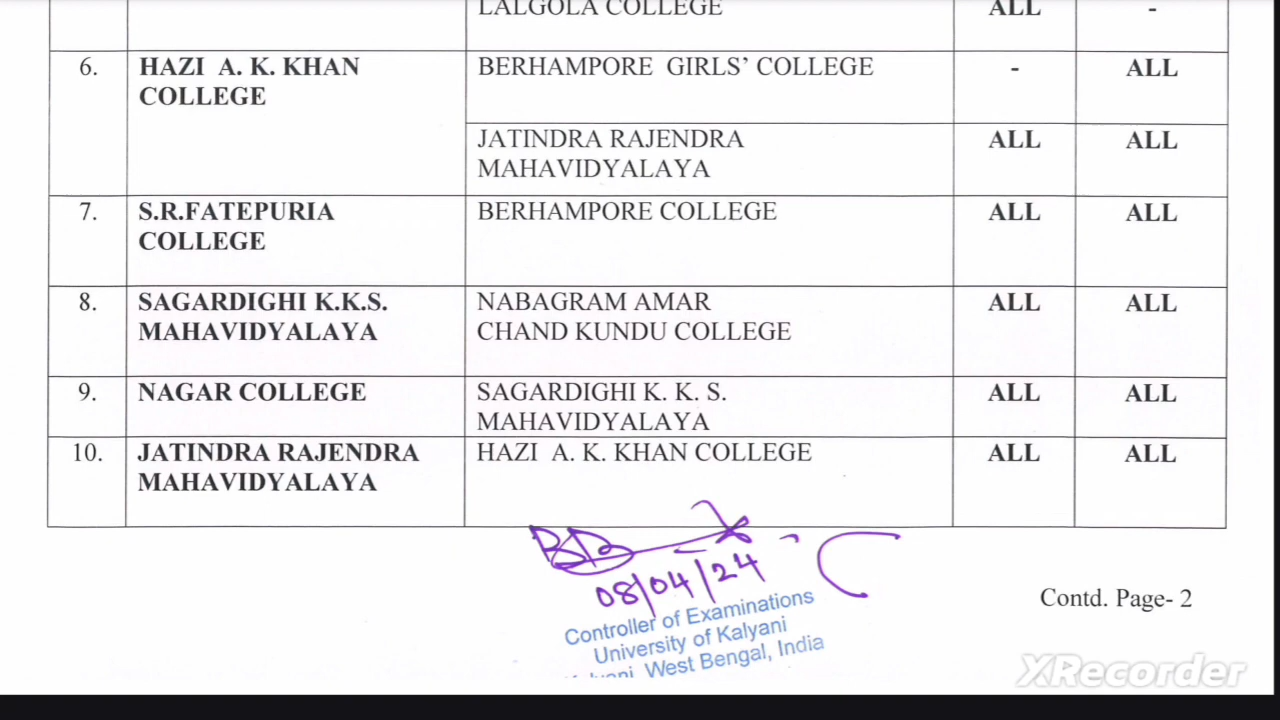 LALGOLA COLLEGE ALL -
6. HAZI A. K. KHAN BERHAMPORE GIRLS’ COLLEGE - ALL
COLLEGE
JATINDRA RAJENDRA ALL ALL
MAHAVIDYALAYA
7. S.R.FATEPURIA BERHAMPORE COLLEGE ALL ALL
COLLEGE
8. SAGARDIGHI K.K.S. NABAGRAM AMAR ALL ALL
MAHAVIDYALAYA CHAND KUNDU COLLEGE
9. NAGAR COLLEGE SAGARDIGHI K. K. S. ALL ALL
MAHAVIDYALAYA
10. JATINDRA RAJENDRA HAZI A. K. KHAN COLLEGE ALL ALL
MAHAVIDYALAYA
08/04/24
Controller of Examinations
University of Kalyani
Kalyani, West Bengal, India
Contd. Page- 2
XRecorder